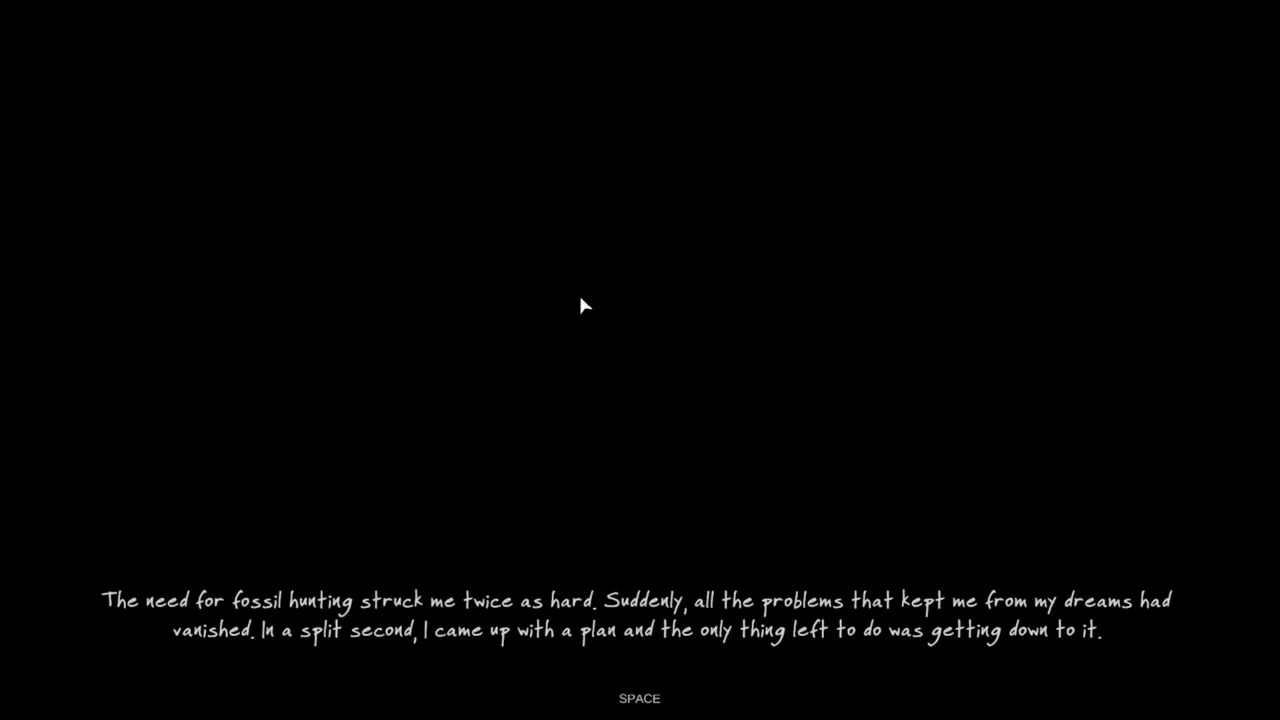 The need for fossil hunting struck me twice as hard. Suddenly, all the problems that kept me from my dreams had
vanished. In a split second, I came up with a plan and the only thing left to do was getting down to it.
SPACE